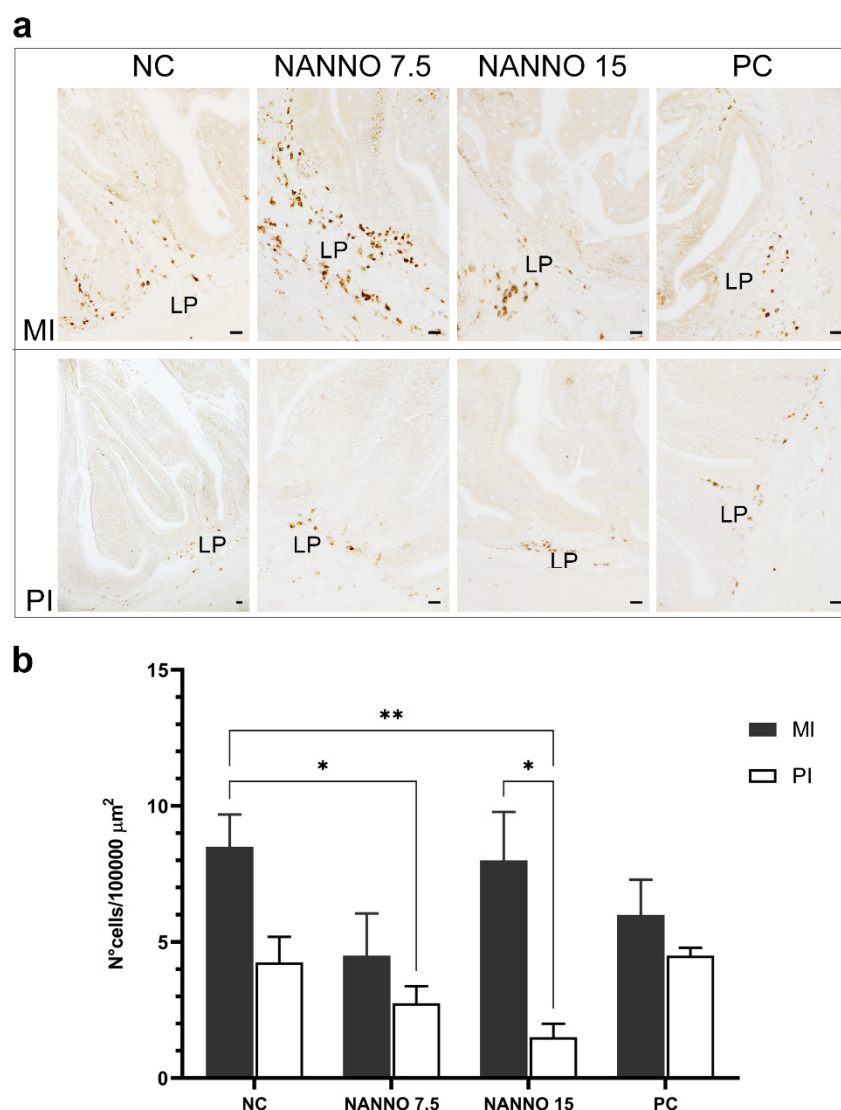 a
NC NANNO 7.5 NANNO 15 PC
LP LP LP LP
MI
LP LP LP LP
PI
b
15
10
5
0
N°cells/100000 μm²
**
*
*
MI
PI
NC NANNO 7.5 NANNO 15 PC